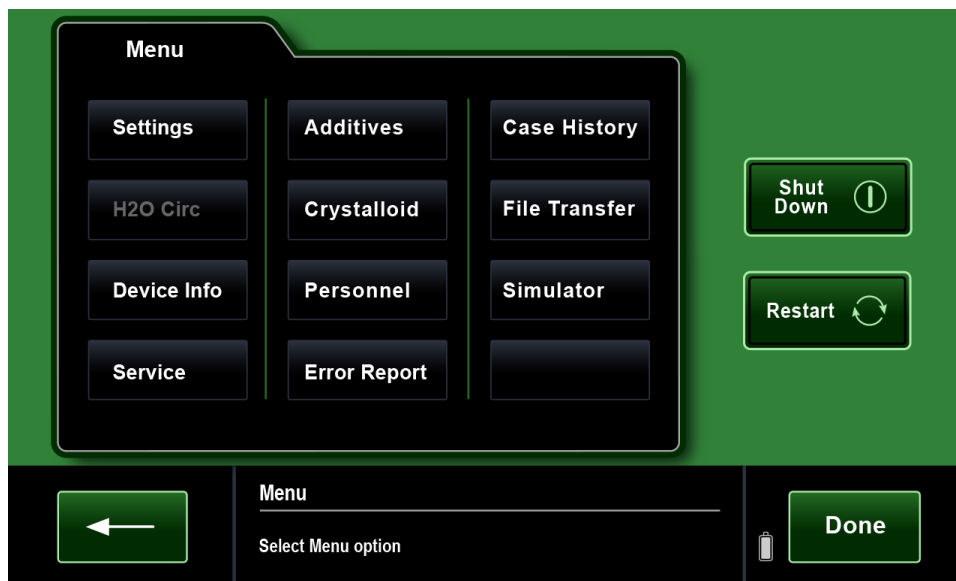 Menu
Settings
Additives
Case History
H2O Circ
Crystalloid
File Transfer
Device Info
Personnel
Simulator
Service
Error Report
Shut
Down
Restart
Menu
Select Menu option
Done